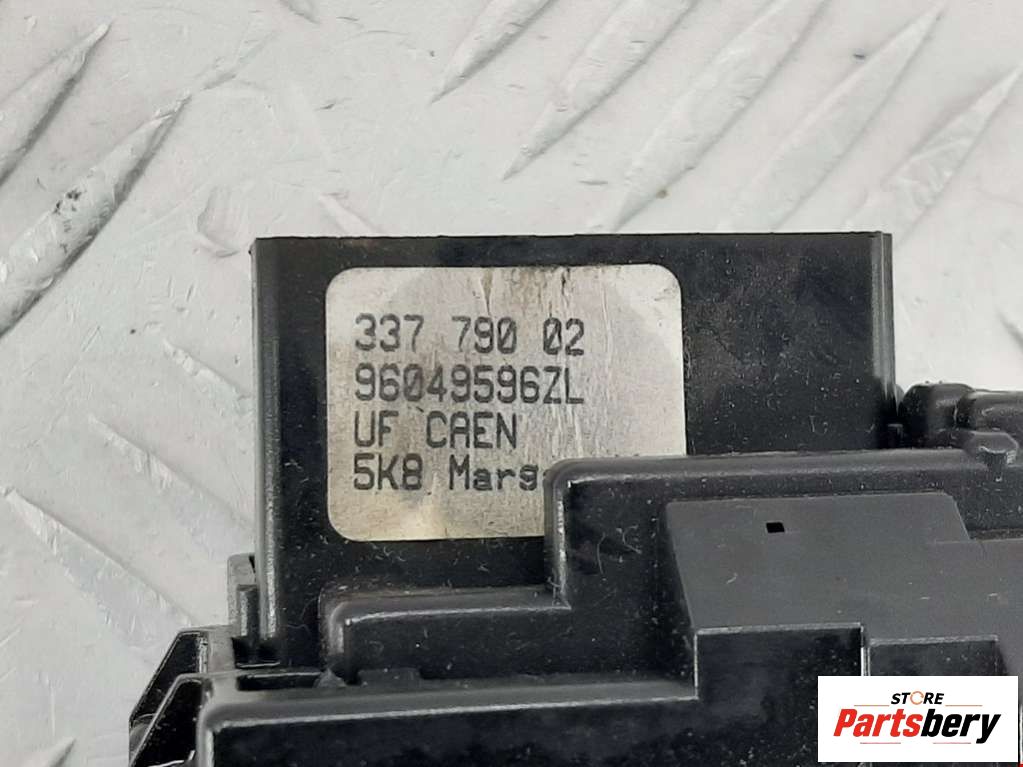 337 790 02
96049596ZL
UF CAEN
5K8
STORE
Partsbery